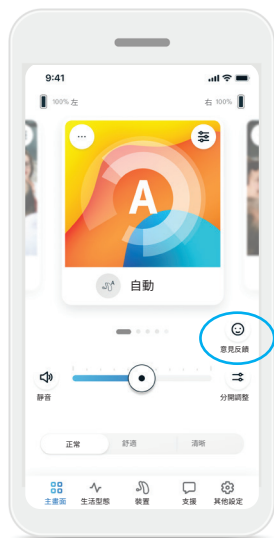 9:41
100% 左
右 100%
A
自動
意見反饋
靜音
分開調整
正常 舒適 清晰
主畫面 生活型態 裝置 支援 其他設定